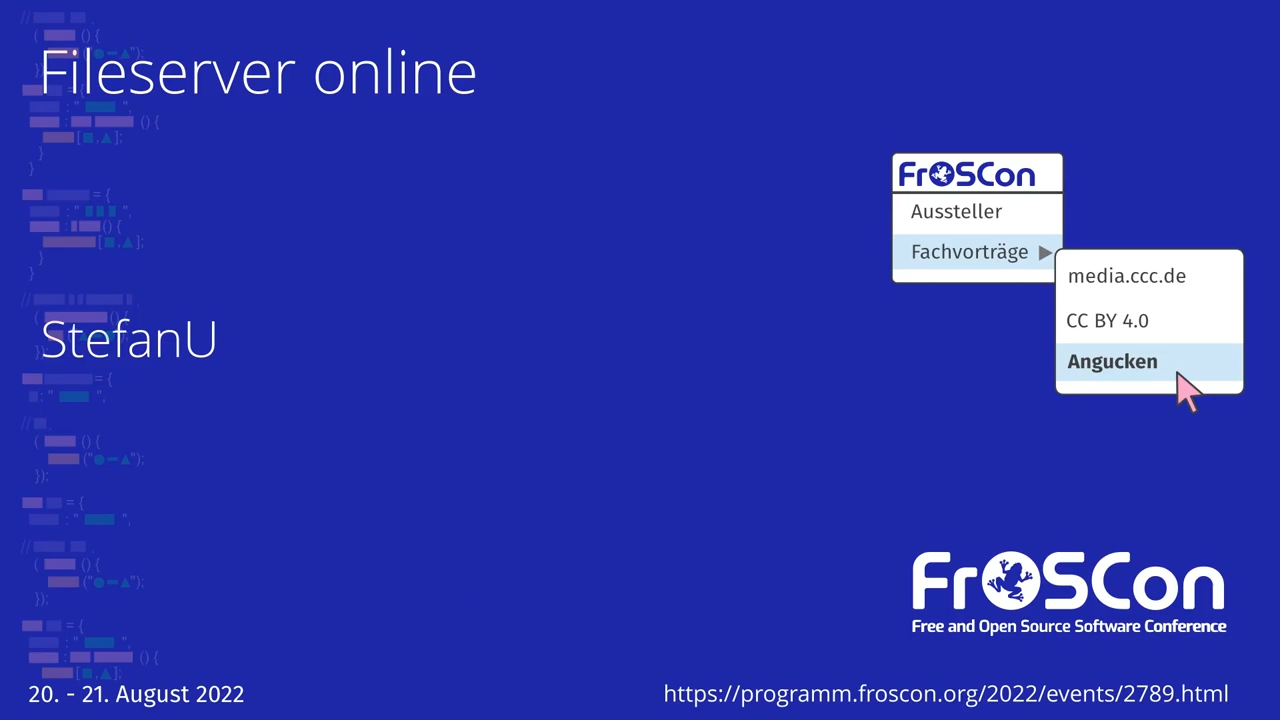 Fileserver online
FrOSCon
Aussteller
Fachvorträge
media.ccc.de
CC BY 4.0
Angucken
StefanU
FrOSCon
Free and Open Source Software Conference
20. - 21. August 2022
https://programm.froscon.org/2022/events/2789.html